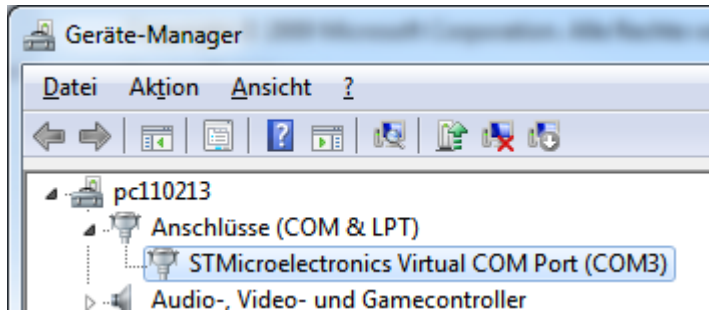 Geräte-Manager
Datei Aktion Ansicht ?
pc110213
Anschlüsse (COM & LPT)
STMicroelectronics Virtual COM Port (COM3)
Audio-, Video- und Gamecontroller